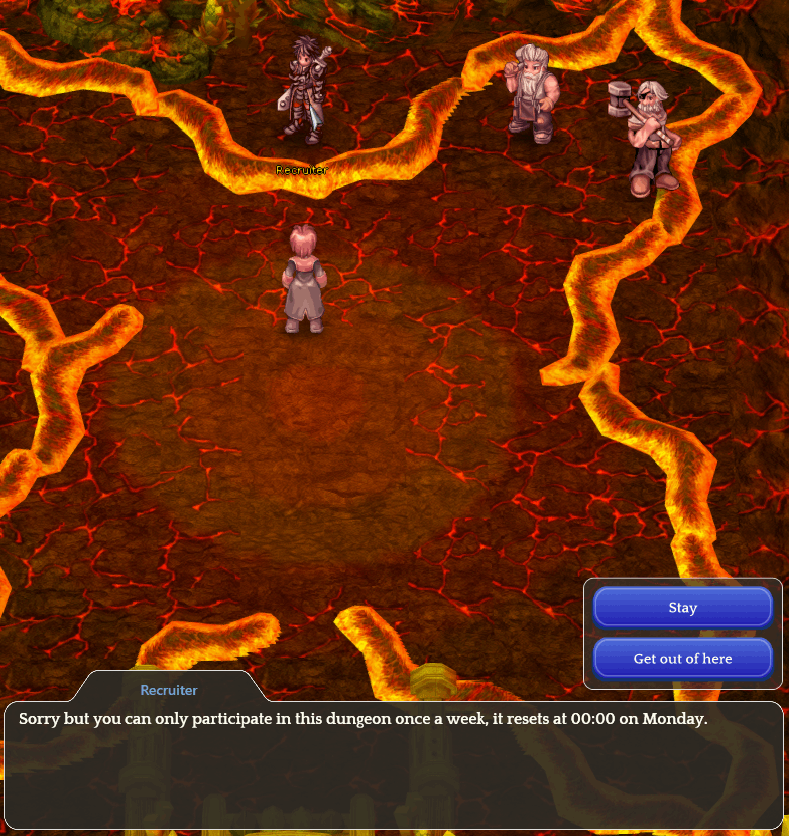 Recruiter
Stay
Get out of here
Recruiter
Sorry but you can only participate in this dungeon once a week, it resets at 00:00 on Monday.